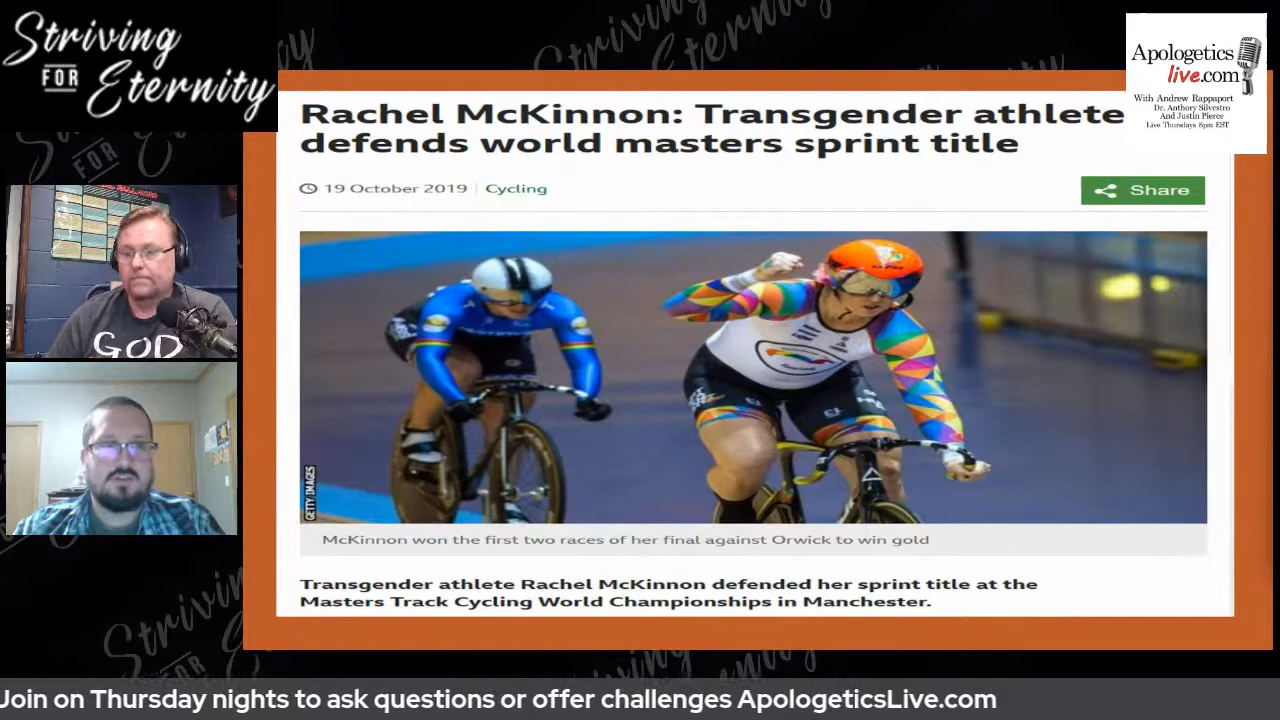 Striving
FOR
Eternity
Apologetics
live.com
With Andrew Rappaport
Dr. Anthony Silvestro
And Justin Pierce
Live Thursdays 8pm EST
Rachel McKinnon: Transgender athlete
defends world masters sprint title
19 October 2019
Cycling
Share
GOD
GETTY IMAGES
McKinnon won the first two races of her final against Orwick to win gold
Transgender athlete Rachel McKinnon defended her sprint title at the
Masters Track Cycling World Championships in Manchester.
Join on Thursday nights to ask questions or offer challenges ApologeticsLive.com